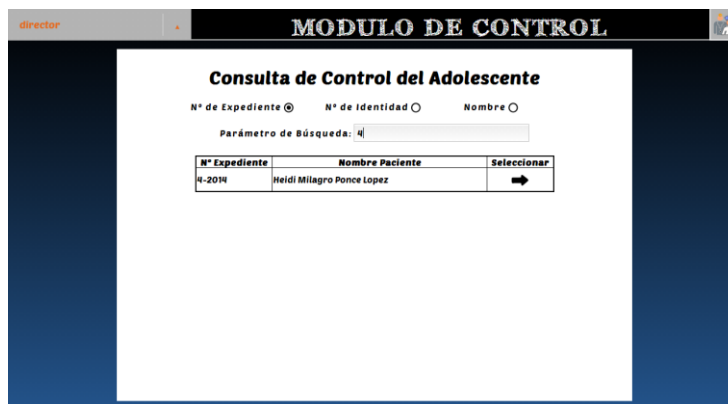 director
MODULO DE CONTROL
Consulta de Control del Adolescente
Nº de Expediente Nº de Identidad Nombre
Parámetro de Búsqueda: 4
Nº Expediente Nombre Paciente Seleccionar
4-2014 Heidi Milagro Ponce Lopez